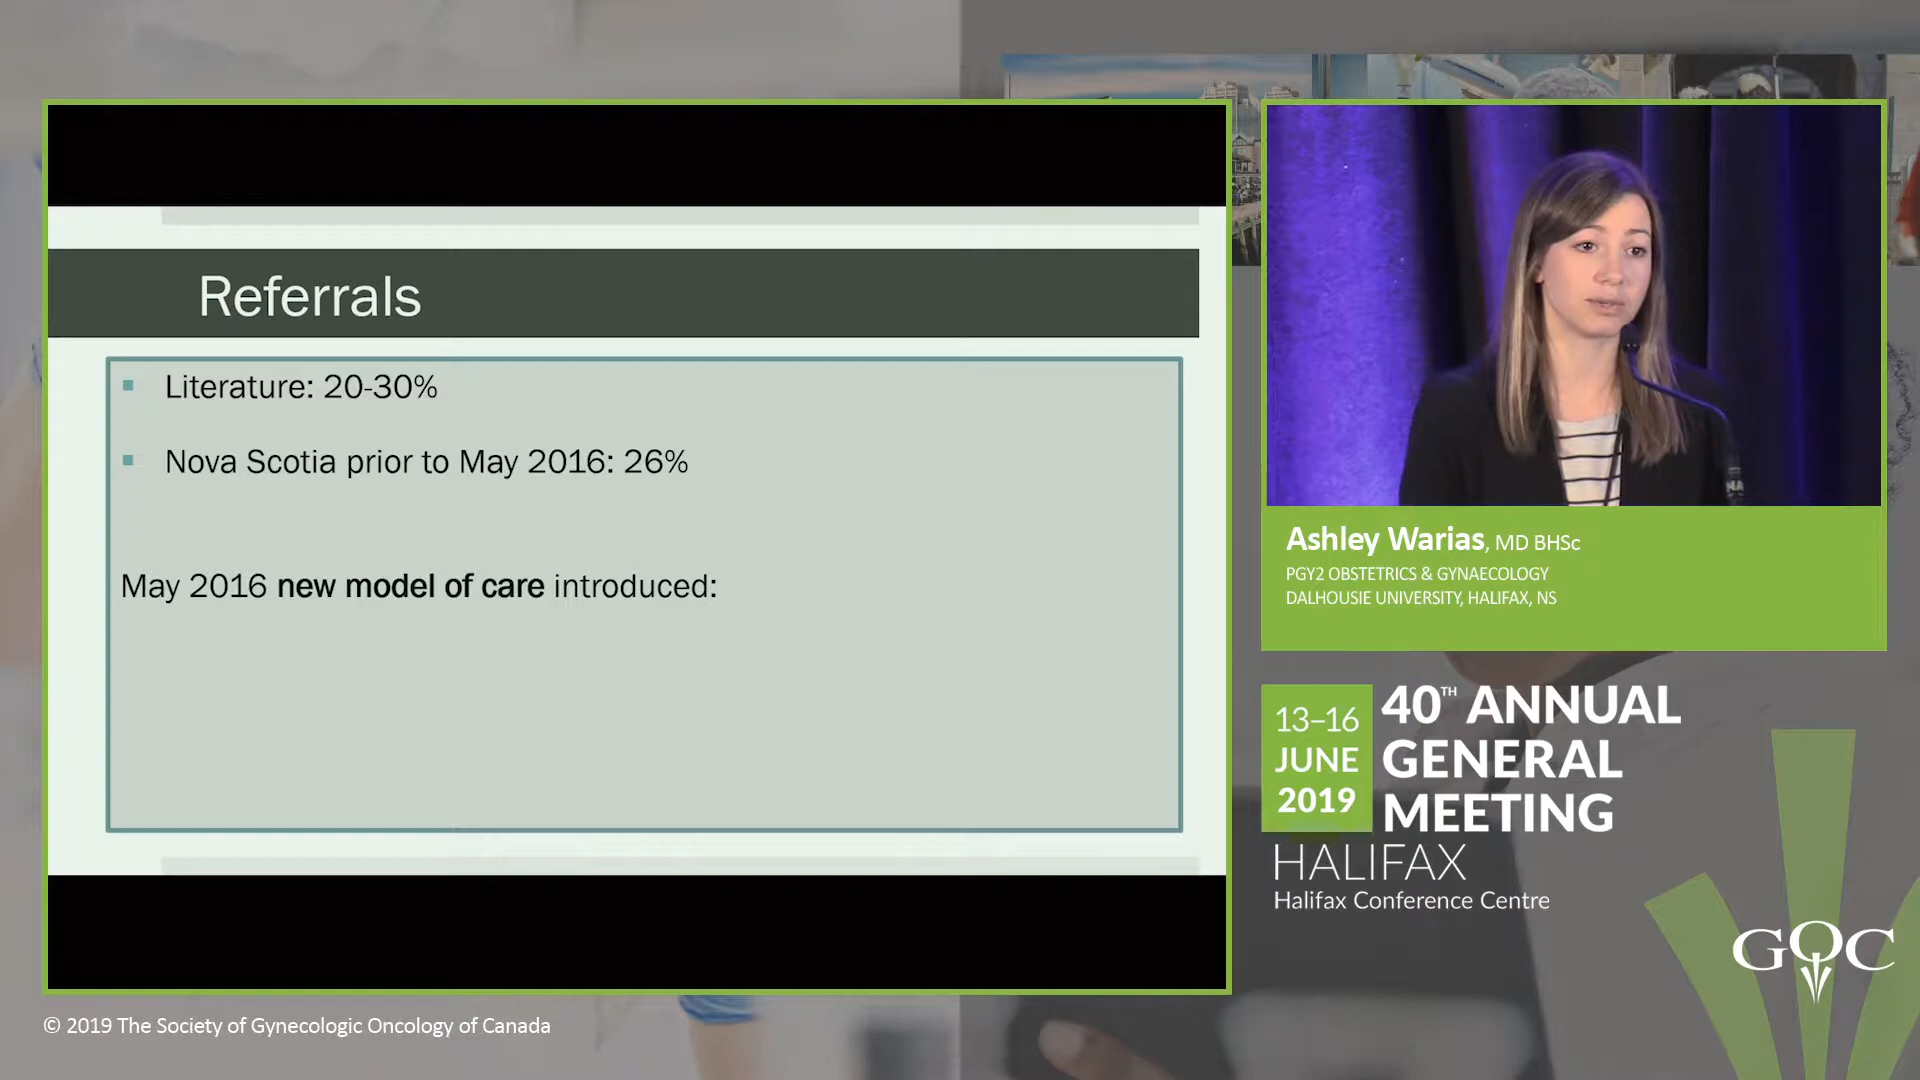 Referrals
Literature: 20-30%
Nova Scotia prior to May 2016: 26%
May 2016 new model of care introduced:
Ashley Warias, MD BHSc
PGY2 OBSTETRICS & GYNAECOLOGY
DALHOUSIE UNIVERSITY, HALIFAX, NS
13–16
JUNE
2019
40TH ANNUAL
GENERAL
MEETING
HALIFAX
Halifax Conference Centre
GOC
© 2019 The Society of Gynecologic Oncology of Canada